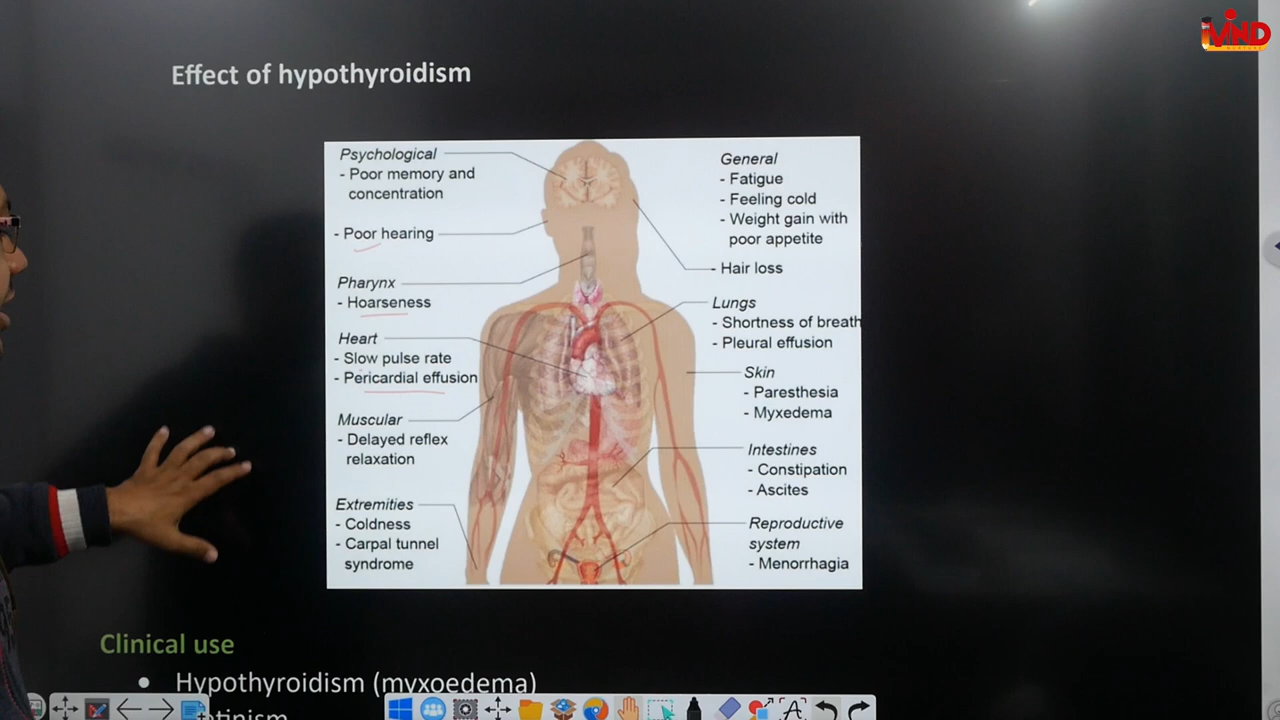 iMIND
Effect of hypothyroidism
Psychological
- Poor memory and
concentration
- Poor hearing
Pharynx
- Hoarseness
Heart
- Slow pulse rate
- Pericardial effusion
Muscular
- Delayed reflex
relaxation
Extremities
- Coldness
- Carpal tunnel
syndrome
General
- Fatigue
- Feeling cold
- Weight gain with
poor appetite
- Hair loss
Lungs
- Shortness of breath
- Pleural effusion
Skin
- Paresthesia
- Myxedema
Intestines
- Constipation
- Ascites
Reproductive
system
- Menorrhagia
Clinical use
• Hypothyroidism (myxoedema)